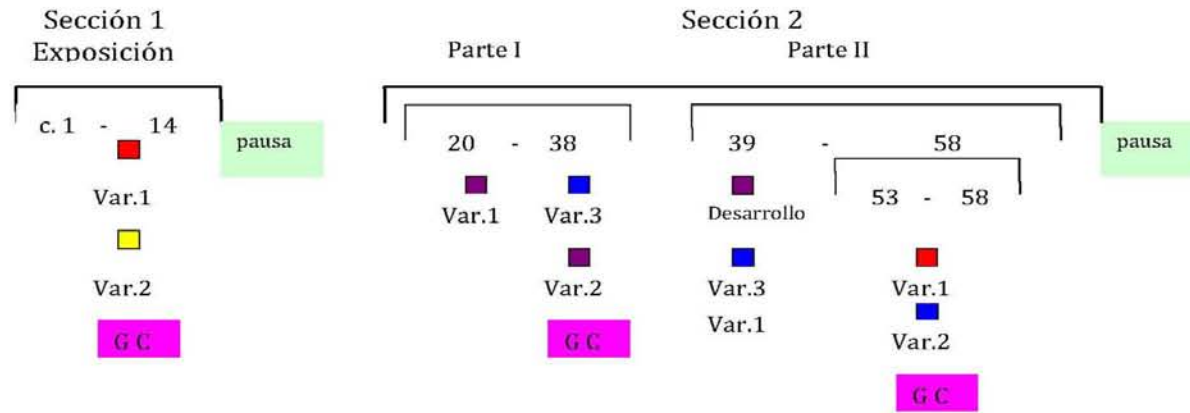 Sección 1
Exposición
c. 1 - 14
Var.1
Var.2
G C
pausa
Sección 2
Parte I
20 - 38
Var.1
Var.3
Var.2
G C
Parte II
39 - 58
Desarrollo
Var.3
Var.1
53 - 58
Var.1
Var.2
G C
pausa